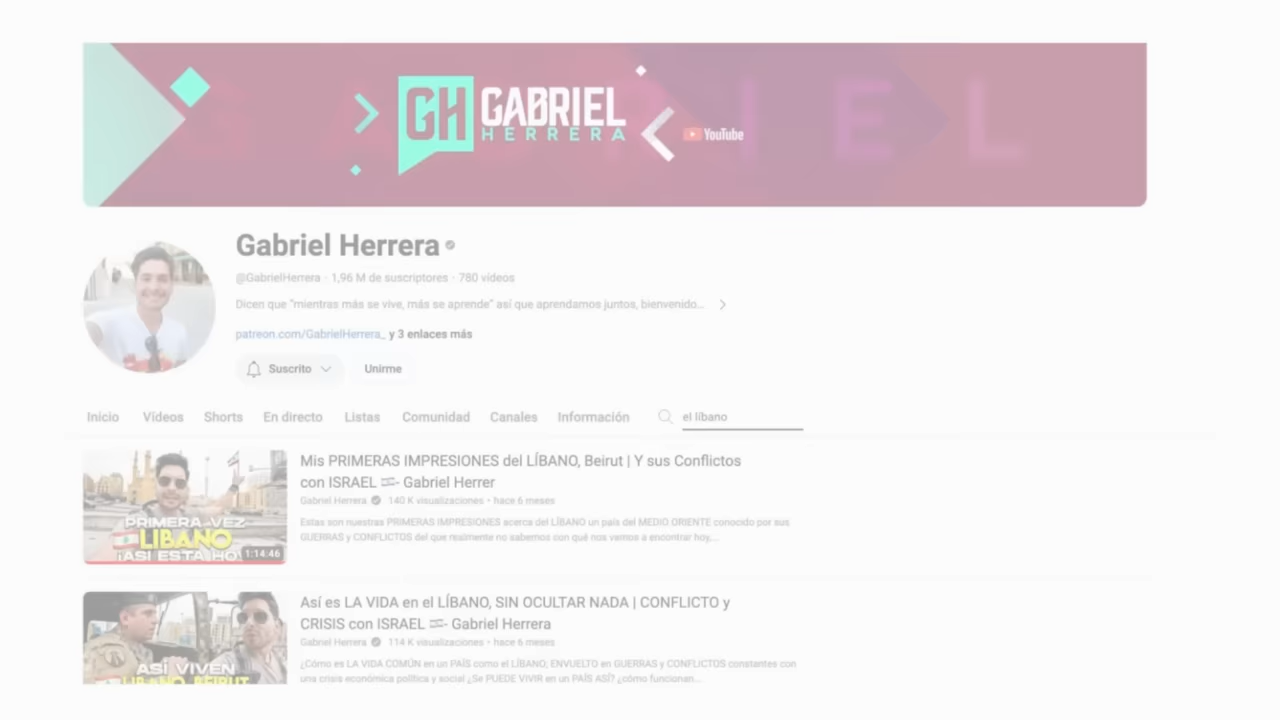 GABRIEL
GH GABRIEL
HERRERA
YouTube
Gabriel Herrera
@GabrielHerrera · 1,96 M de suscriptores · 780 vídeos
Dicen que "mientras más se vive, más se aprende" así que aprendamos juntos, bienvenido...
patreon.com/GabrielHerrera_ y 3 enlaces más
Suscrito Unirme
Inicio Vídeos Shorts En directo Listas Comunidad Canales Información el líbano
Mis PRIMERAS IMPRESIONES del LÍBANO, Beirut | Y sus Conflictos
con ISRAEL - Gabriel Herrer
Gabriel Herrera 140 K visualizaciones · hace 6 meses
Estas son nuestras PRIMERAS IMPRESIONES acerca del LÍBANO un país del MEDIO ORIENTE conocido por sus
GUERRAS y CONFLICTOS del que realmente no sabemos con qué nos vamos a encontrar hoy,...
PRIMERA VEZ
LIBANO
¡ASI ESTA HOY
1:14:46
Así es LA VIDA en el LÍBANO, SIN OCULTAR NADA | CONFLICTO y
CRISIS con ISRAEL - Gabriel Herrera
Gabriel Herrera 114 K visualizaciones · hace 6 meses
¿Cómo es LA VIDA COMÚN en un PAÍS como el LÍBANO, ENVUELTO en GUERRAS y CONFLICTOS constantes con
una crisis económica política y social ¿Se PUEDE VIVIR en un PAÍS ASÍ? ¿cómo funcionan...
ASÍ VIVEN
LIBANO, BEIRUT